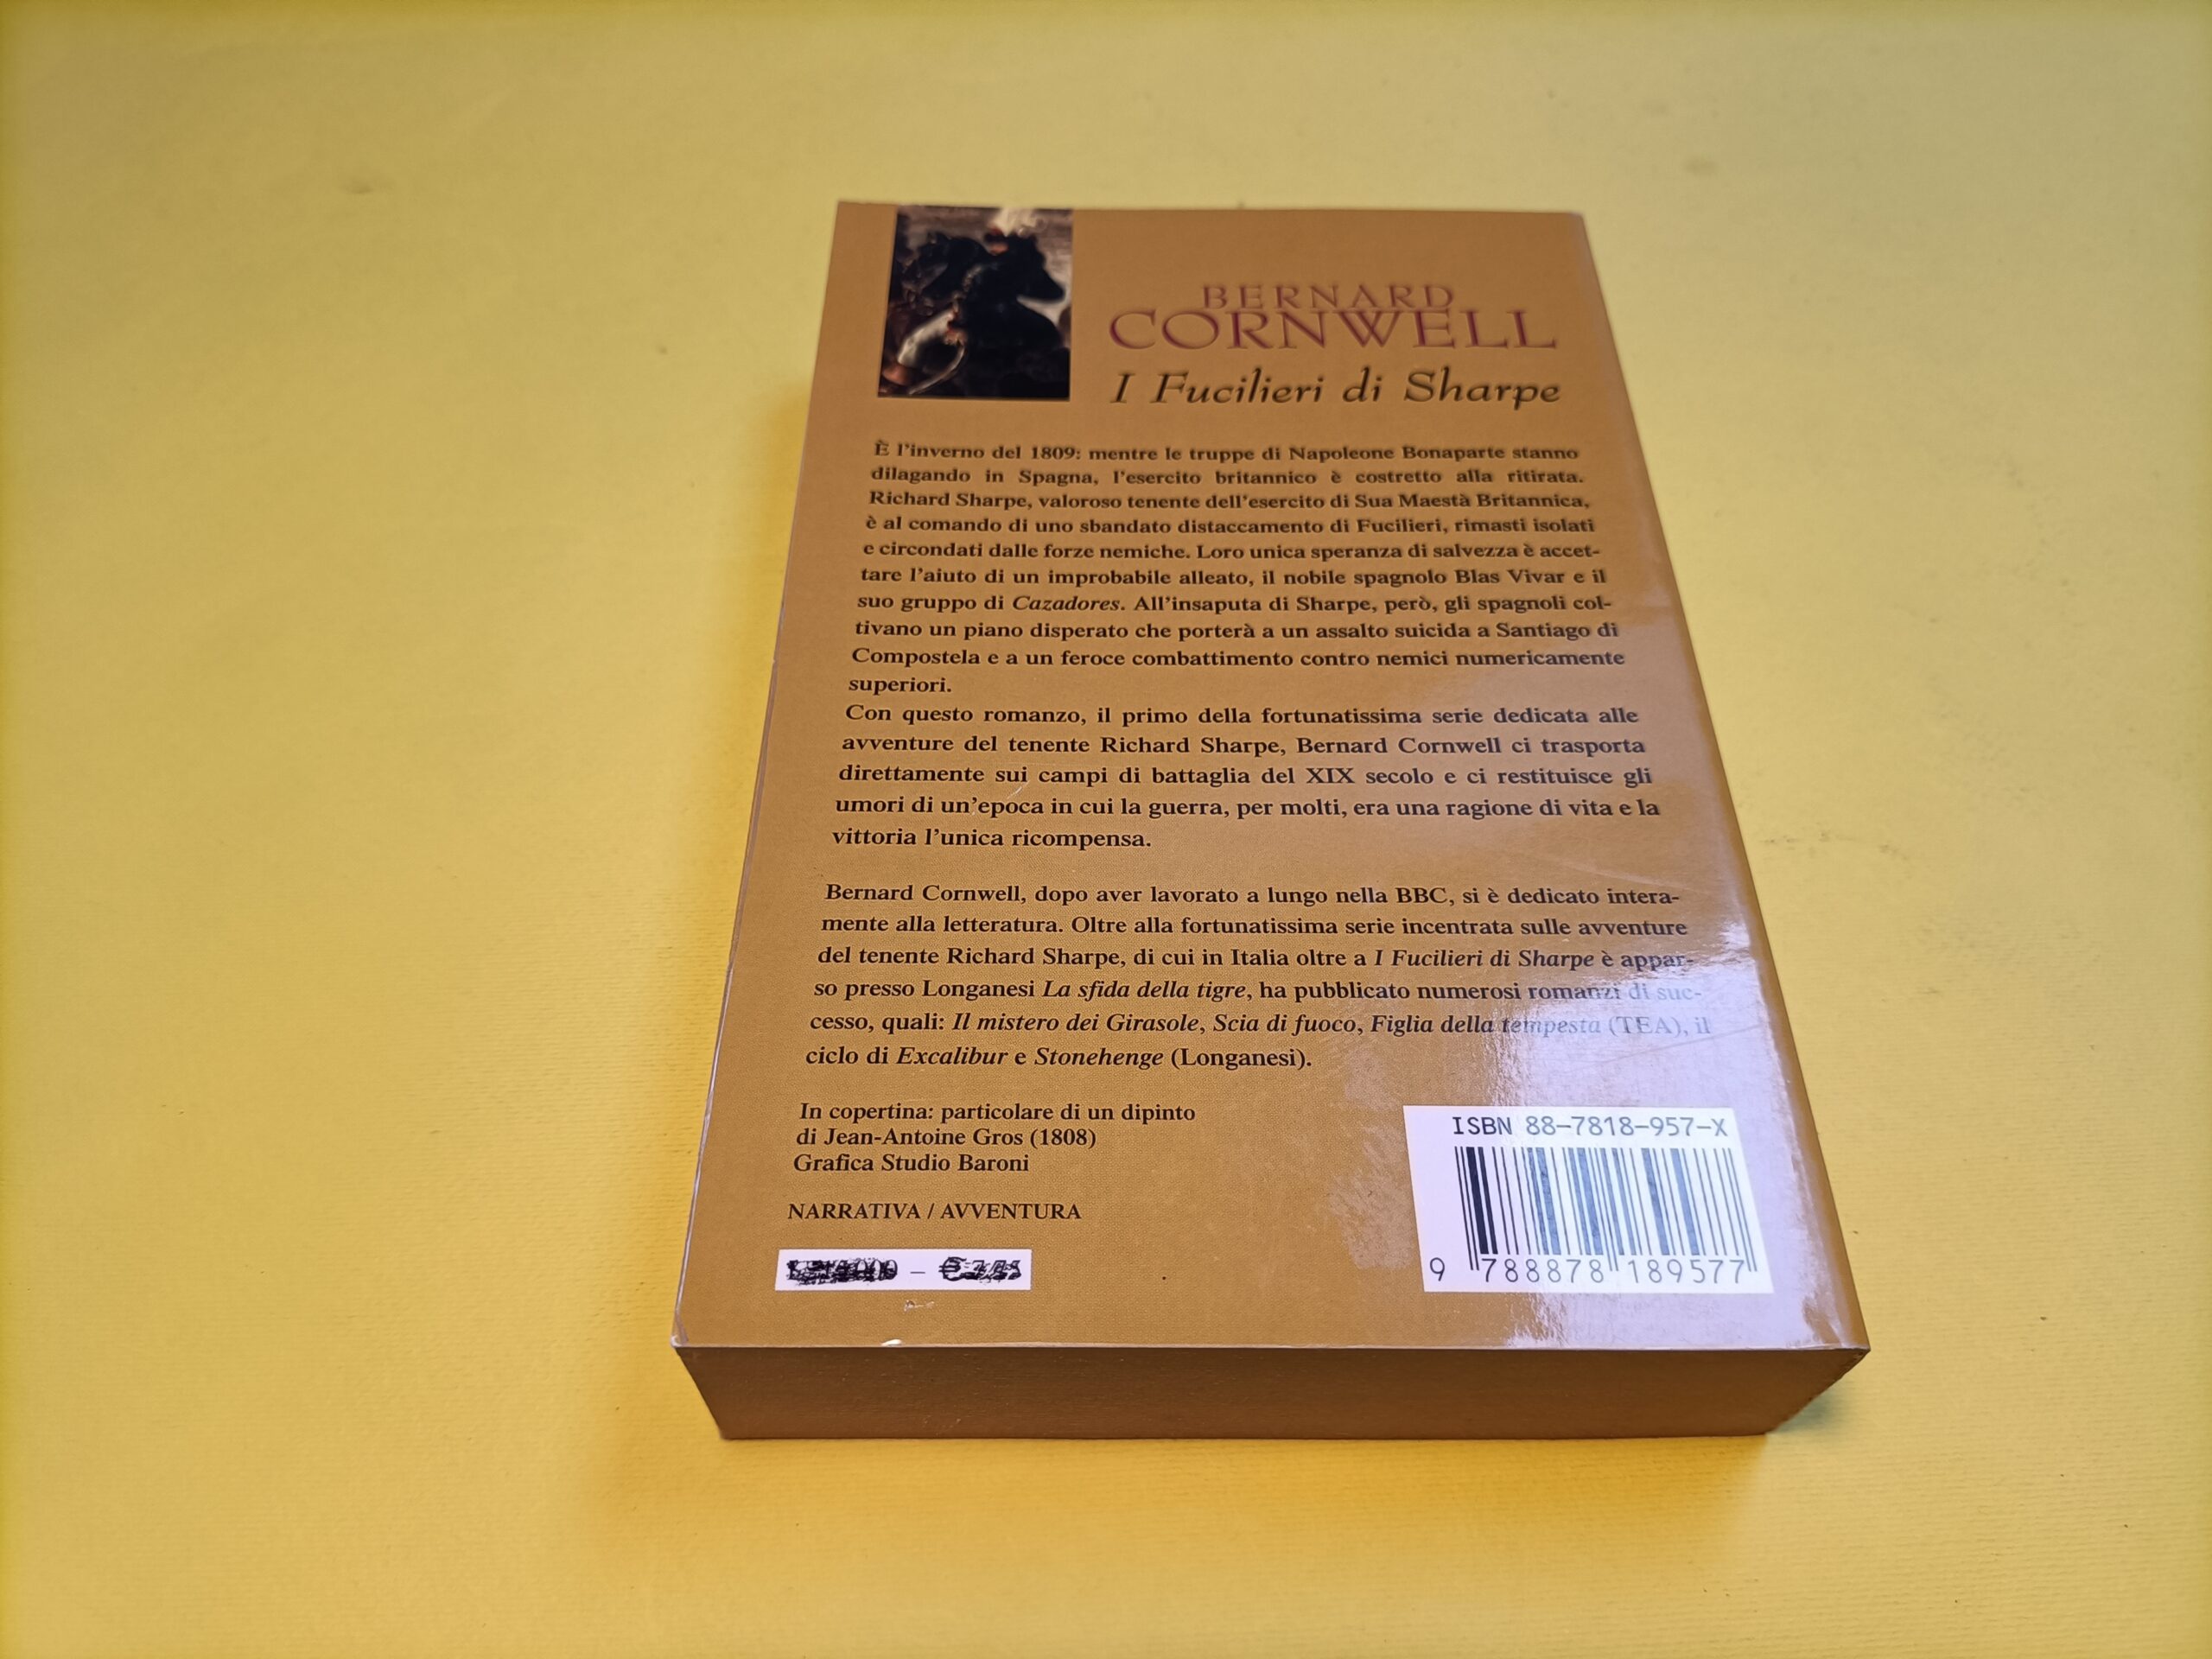 BERNARD
CORNWELL
I Fucilieri di Sharpe
È l'inverno del 1809: mentre le truppe di Napoleone Bonaparte stanno
dilagando in Spagna, l'esercito britannico è costretto alla ritirata.
Richard Sharpe, valoroso tenente dell'esercito di Sua Maestà Britannica,
è al comando di uno sbandato distaccamento di Fucilieri, rimasti isolati
e circondati dalle forze nemiche. Loro unica speranza di salvezza è accet-
tare l'aiuto di un improbabile alleato, il nobile spagnolo Blas Vivar e il
suo gruppo di Cazadores. All'insaputa di Sharpe, però, gli spagnoli col-
tivano un piano disperato che porterà a un assalto suicida a Santiago di
Compostela e a un feroce combattimento contro nemici numericamente
superiori.
Con questo romanzo, il primo della fortunatissima serie dedicata alle
avventure del tenente Richard Sharpe, Bernard Cornwell ci trasporta
direttamente sui campi di battaglia del XIX secolo e ci restituisce gli
umori di un'epoca in cui la guerra, per molti, era una ragione di vita e la
vittoria l'unica ricompensa.
Bernard Cornwell, dopo aver lavorato a lungo nella BBC, si è dedicato intera-
mente alla letteratura. Oltre alla fortunatissima serie incentrata sulle avventure
del tenente Richard Sharpe, di cui in Italia oltre a I Fucilieri di Sharpe è appar-
so presso Longanesi La sfida della tigre, ha pubblicato numerosi romanzi di suc-
cesso, quali: Il mistero dei Girasole, Scia di fuoco, Figlia della tempesta (TEA), il
ciclo di Excalibur e Stonehenge (Longanesi).
In copertina: particolare di un dipinto
di Jean-Antoine Gros (1808)
Grafica Studio Baroni
NARRATIVA / AVVENTURA
ISBN 88-7818-957-X
9 788878 189577